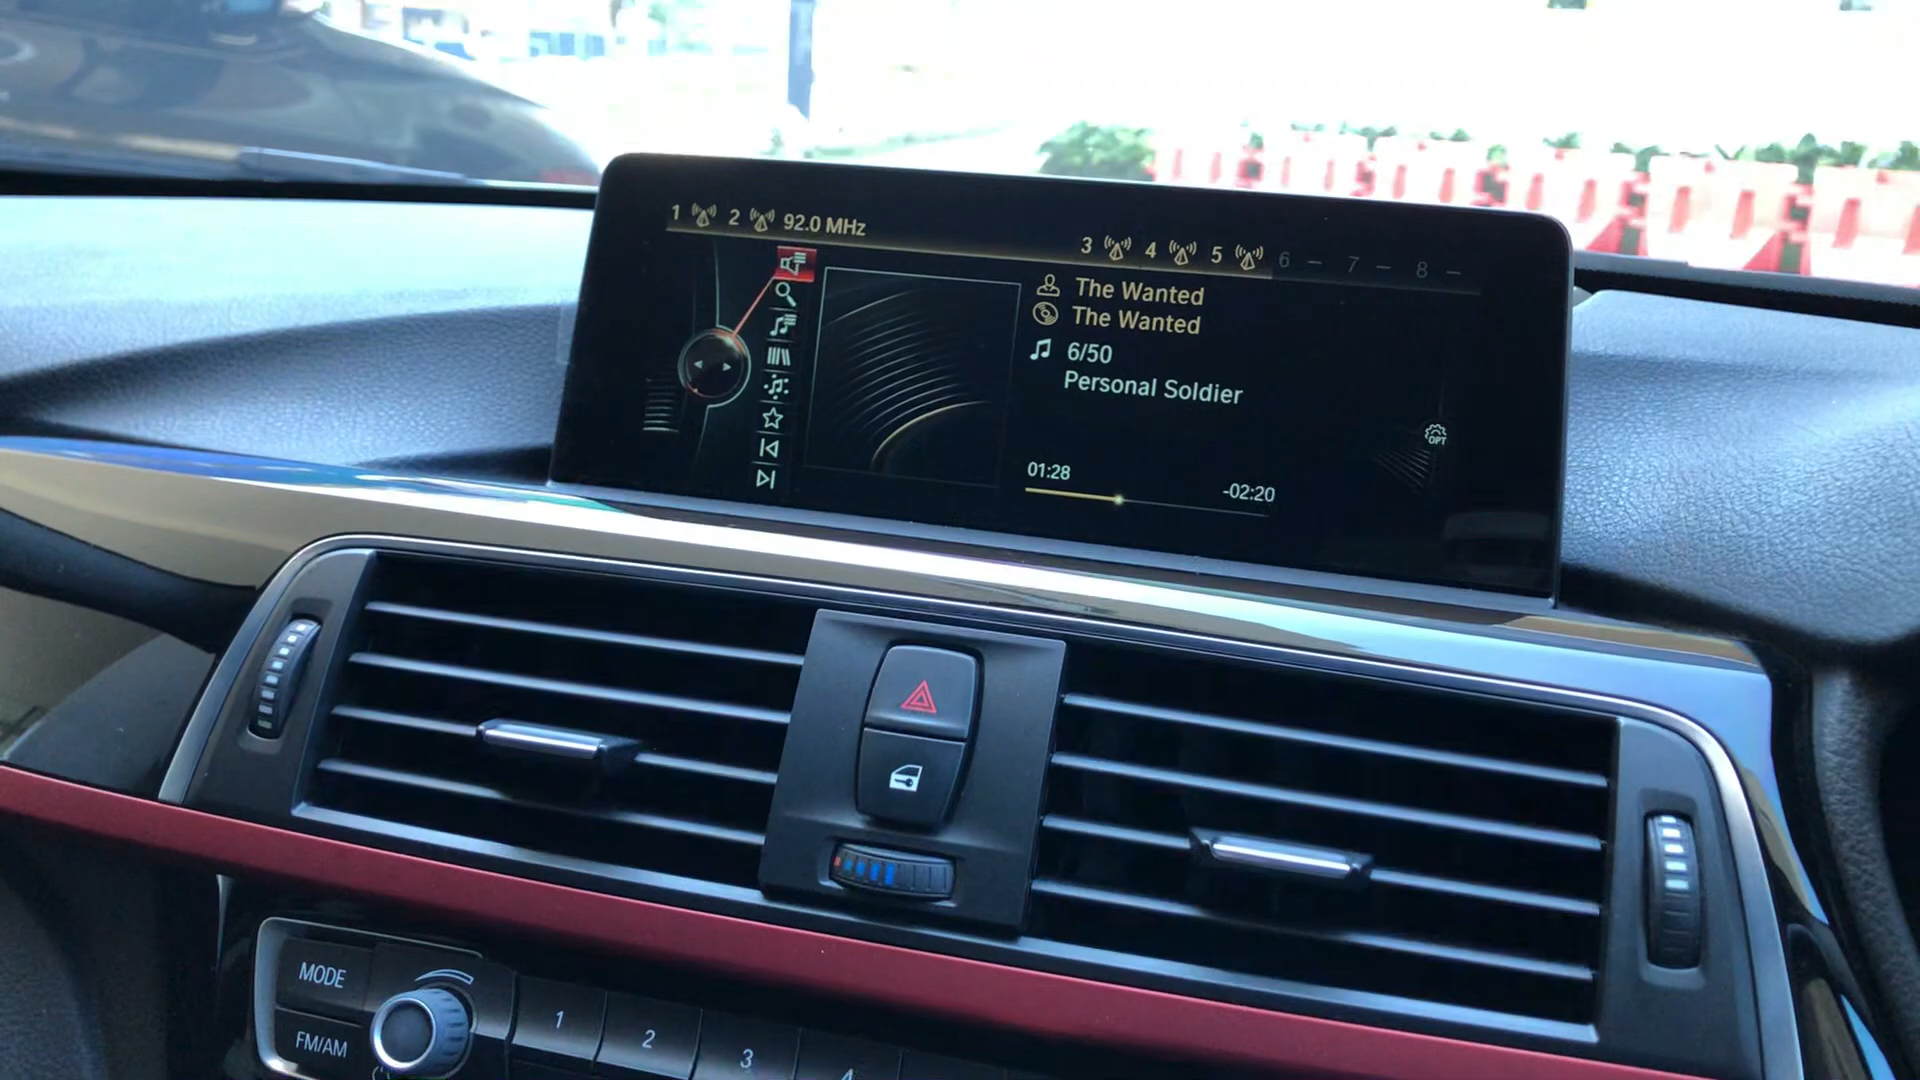 1 2 92.0 MHz 3 4 5 6 – 7 – 8 –
The Wanted
The Wanted
6/50
Personal Soldier
OPT
01:28 -02:20
MODE
FM/AM
1 2 3 4